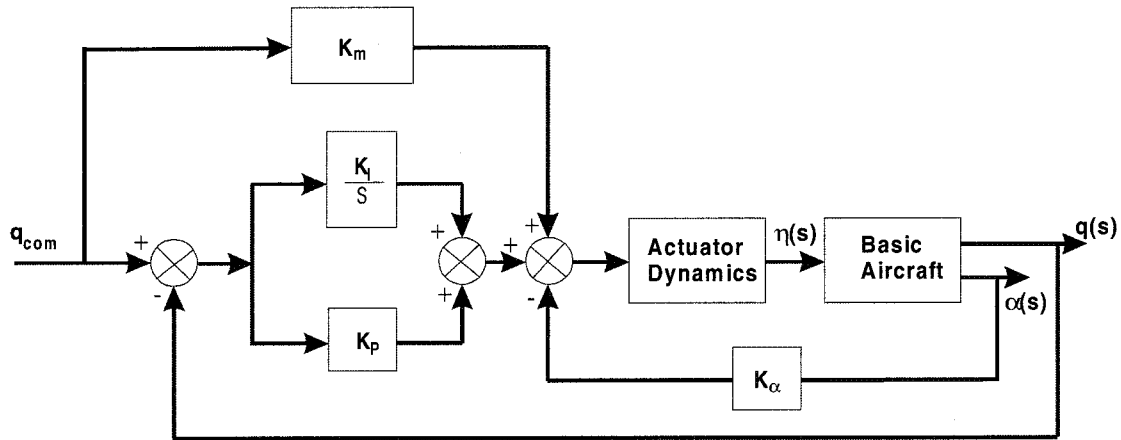 K_m
K_I
S
q_com
+
-
+
+
+
+
-
Actuator
Dynamics
η(s)
Basic
Aircraft
q(s)
α(s)
K_P
K_α